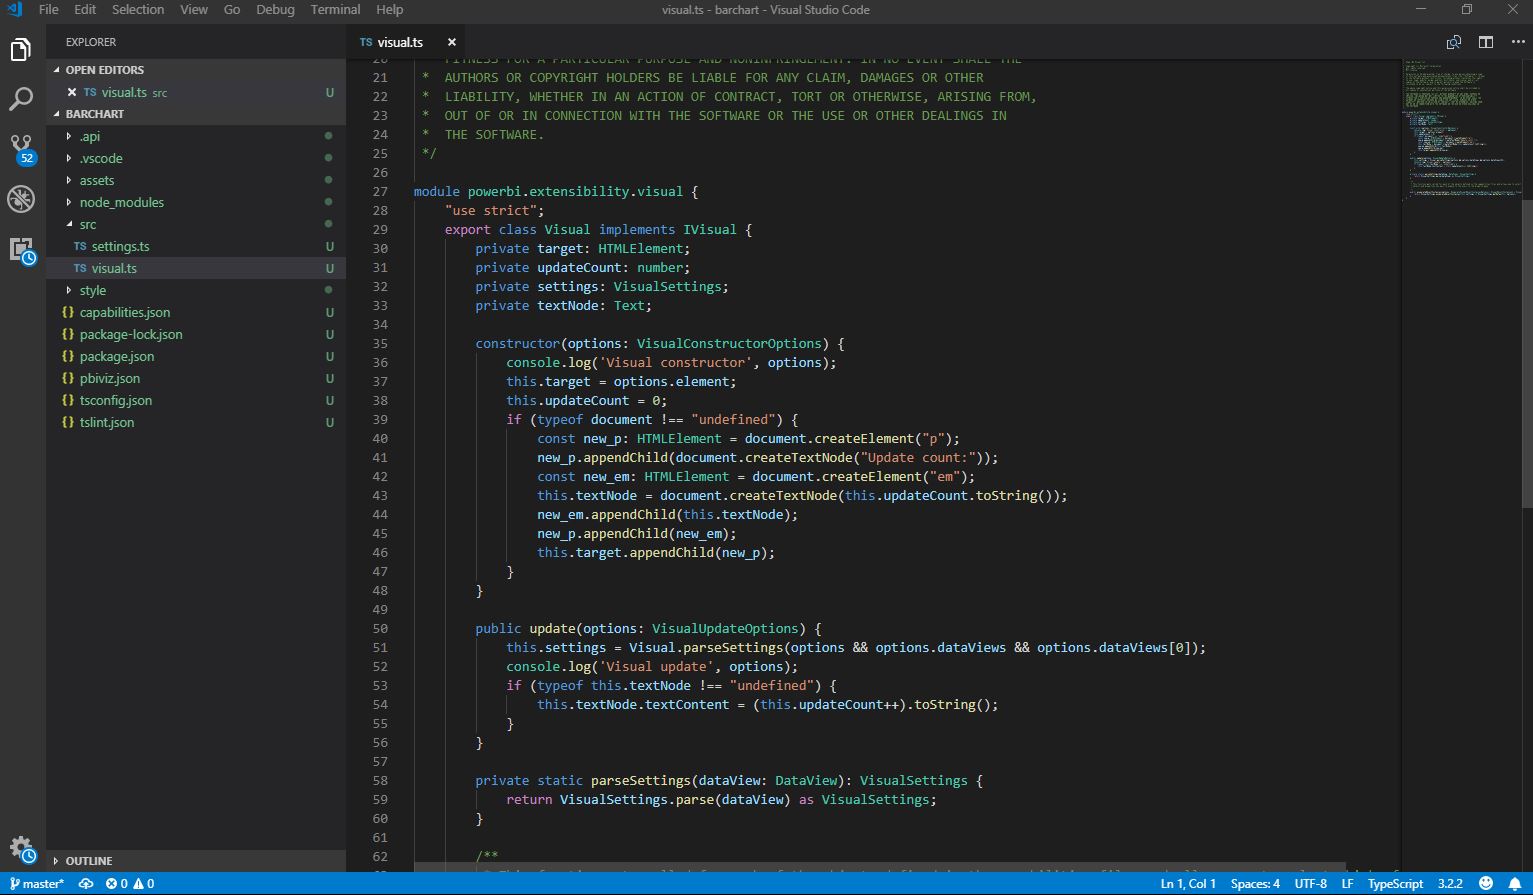 File Edit Selection View Go Debug Terminal Help
visual.ts - barchart - Visual Studio Code
EXPLORER
OPEN EDITORS
TS visual.ts src U
BARCHART
.api
.vscode
assets
node_modules
src
TS settings.ts U
TS visual.ts U
style
{} capabilities.json U
{} package-lock.json U
{} package.json U
{} pbiviz.json U
{} tsconfig.json U
{} tslint.json U
OUTLINE
52
TS visual.ts
20 FITNESS FOR A PARTICULAR PURPOSE AND NONINFRINGEMENT. IN NO EVENT SHALL THE
21 * AUTHORS OR COPYRIGHT HOLDERS BE LIABLE FOR ANY CLAIM, DAMAGES OR OTHER
22 * LIABILITY, WHETHER IN AN ACTION OF CONTRACT, TORT OR OTHERWISE, ARISING FROM,
23 * OUT OF OR IN CONNECTION WITH THE SOFTWARE OR THE USE OR OTHER DEALINGS IN
24 * THE SOFTWARE.
25 */
26
27 module powerbi.extensibility.visual {
28 "use strict";
29 export class Visual implements IVisual {
30 private target: HTMLElement;
31 private updateCount: number;
32 private settings: VisualSettings;
33 private textNode: Text;
34
35 constructor(options: VisualConstructorOptions) {
36 console.log('Visual constructor', options);
37 this.target = options.element;
38 this.updateCount = 0;
39 if (typeof document !== "undefined") {
40 const new_p: HTMLElement = document.createElement("p");
41 new_p.appendChild(document.createTextNode("Update count:"));
42 const new_em: HTMLElement = document.createElement("em");
43 this.textNode = document.createTextNode(this.updateCount.toString());
44 new_em.appendChild(this.textNode);
45 new_p.appendChild(new_em);
46 this.target.appendChild(new_p);
47 }
48 }
49
50 public update(options: VisualUpdateOptions) {
51 this.settings = Visual.parseSettings(options && options.dataViews && options.dataViews[0]);
52 console.log('Visual update', options);
53 if (typeof this.textNode !== "undefined") {
54 this.textNode.textContent = (this.updateCount++).toString();
55 }
56 }
57
58 private static parseSettings(dataView: DataView): VisualSettings {
59 return VisualSettings.parse(dataView) as VisualSettings;
60 }
61
62 /**
master* 0 0 Ln 1, Col 1 Spaces: 4 UTF-8 LF TypeScript 3.2.2